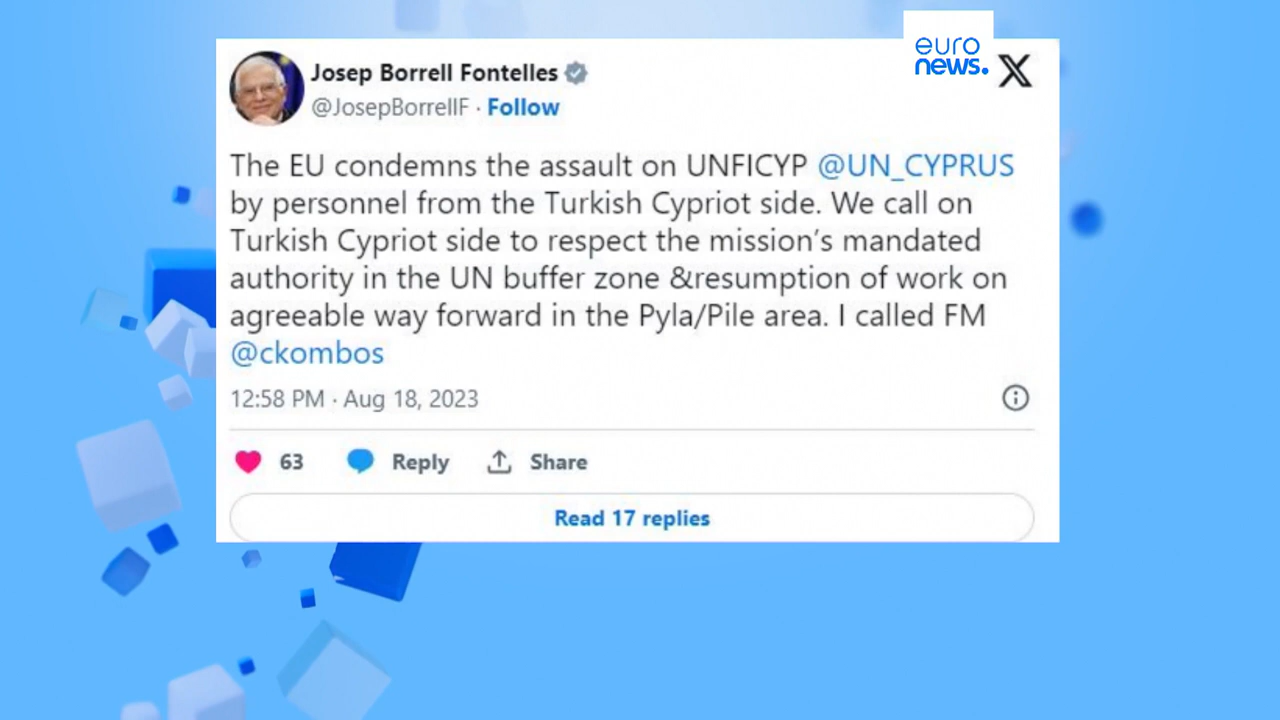 euro
news.
X
Josep Borrell Fontelles
@JosepBorrellF · Follow
The EU condemns the assault on UNFICYP @UN_CYPRUS
by personnel from the Turkish Cypriot side. We call on
Turkish Cypriot side to respect the mission’s mandated
authority in the UN buffer zone &resumption of work on
agreeable way forward in the Pyla/Pile area. I called FM
@ckombos
12:58 PM · Aug 18, 2023
63 Reply Share
Read 17 replies